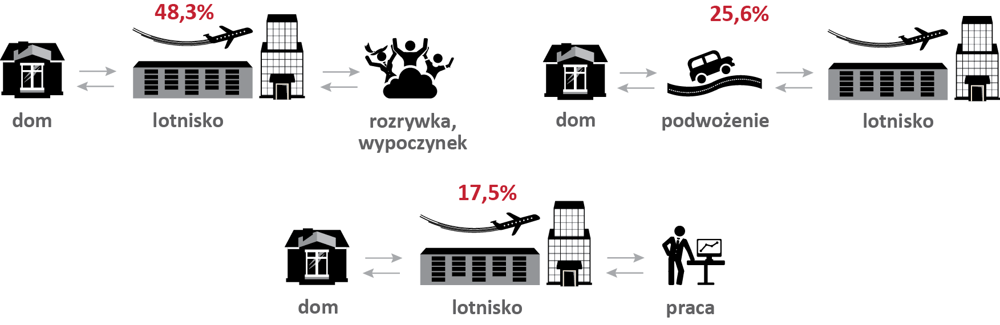 48,3%
dom
lotnisko
rozrywka,
wypoczynek
25,6%
dom
podwożenie
lotnisko
17,5%
dom
lotnisko
praca